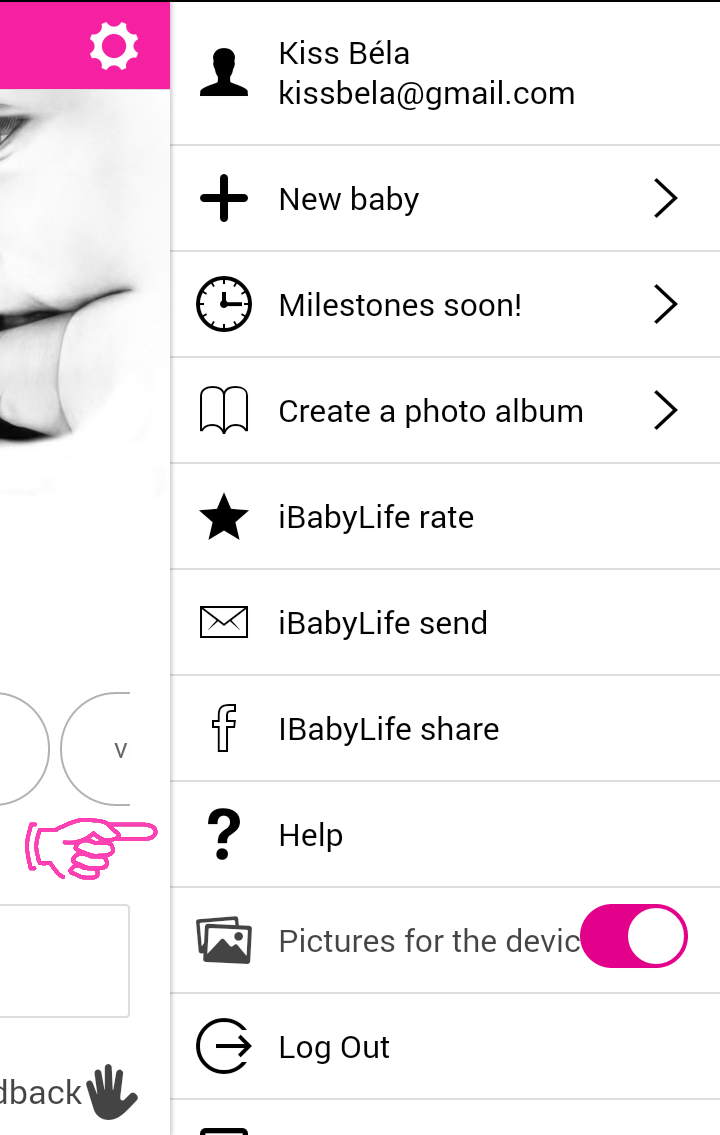 Kiss Béla
kissbela@gmail.com
New baby
Milestones soon!
Create a photo album
iBabyLife rate
iBabyLife send
IBabyLife share
v
Help
Pictures for the devic
Log Out
dback